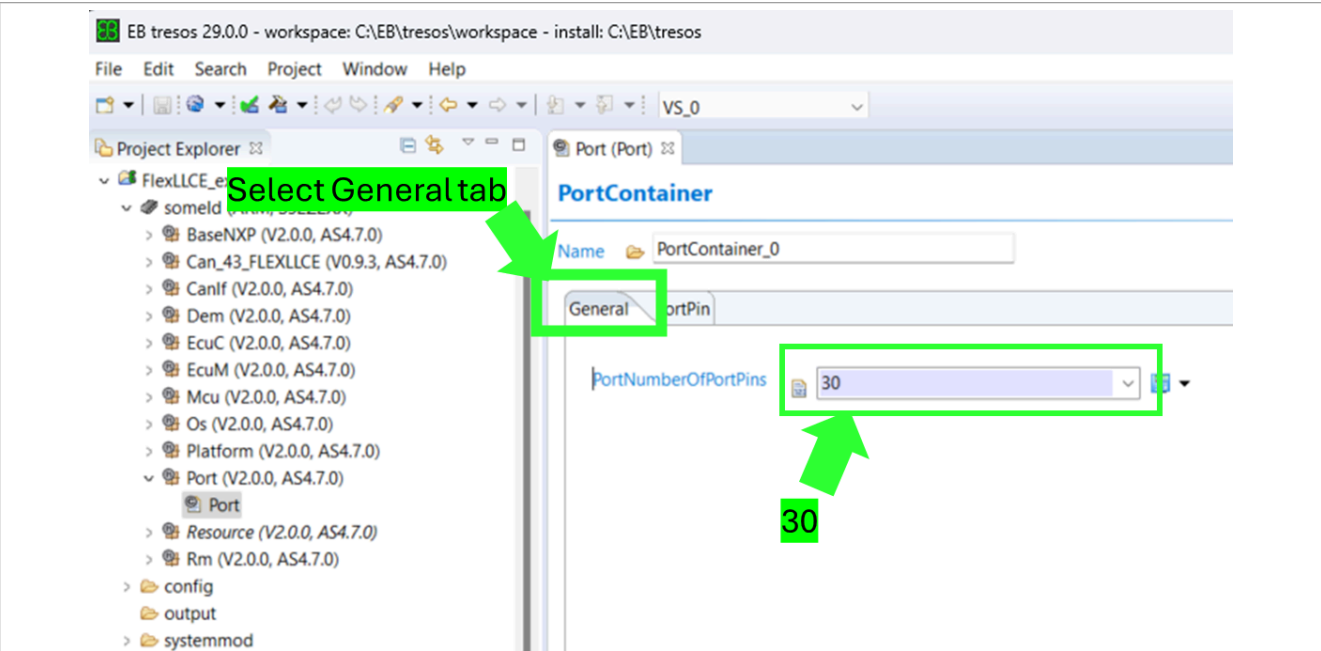 EB tresos 29.0.0 - workspace: C:\EB\tresos\workspace - install: C:\EB\tresos
File Edit Search Project Window Help
VS_0
Project Explorer
Port (Port)
FlexLLCE_e
Select General tab
someId
PortContainer
BaseNXP (V2.0.0, AS4.7.0)
Name PortContainer_0
Can_43_FLEXLLCE (V0.9.3, AS4.7.0)
CanIf (V2.0.0, AS4.7.0)
General ortPin
Dem (V2.0.0, AS4.7.0)
EcuC (V2.0.0, AS4.7.0)
EcuM (V2.0.0, AS4.7.0)
PortNumberOfPortPins 30
Mcu (V2.0.0, AS4.7.0)
Os (V2.0.0, AS4.7.0)
Platform (V2.0.0, AS4.7.0)
Port (V2.0.0, AS4.7.0)
Port
30
Resource (V2.0.0, AS4.7.0)
Rm (V2.0.0, AS4.7.0)
config
output
systemmod